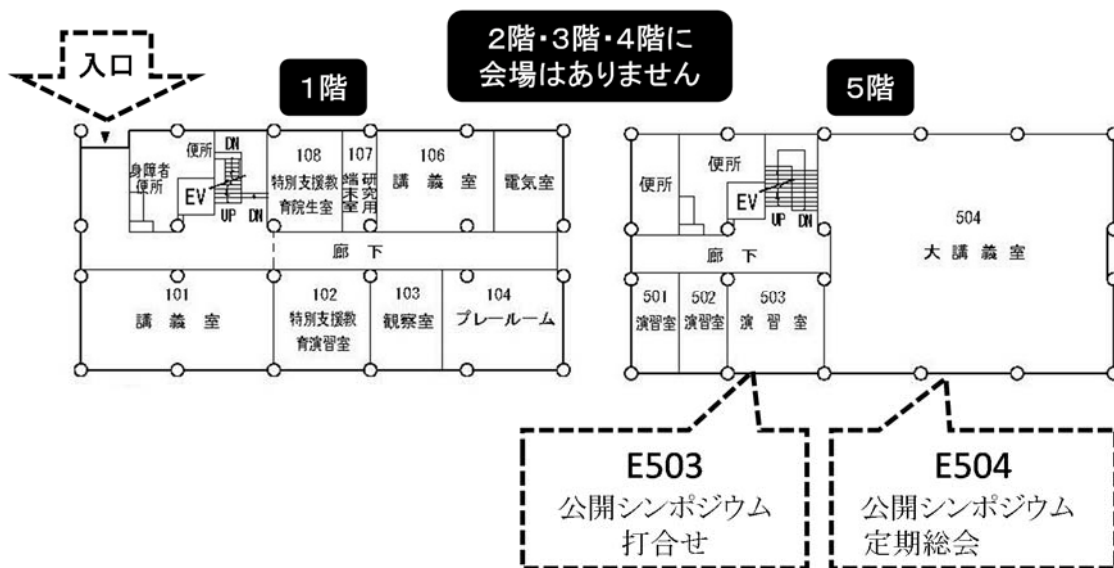 入口
2階・3階・4階に
会場はありません
1階
5階
便所
DN
身障者
便所
EV
UP DN
108
特別支援教
育院生室
107
研究用
端末室
106
講義室
電気室
廊下
101
講義室
102
特別支援教
育演習室
103
観察室
104
プレールーム
便所
便所
EV
UP DN
504
大講義室
廊下
501
演習室
502
演習室
503
演習室
E503
公開シンポジウム
打合せ
E504
公開シンポジウム
定期総会